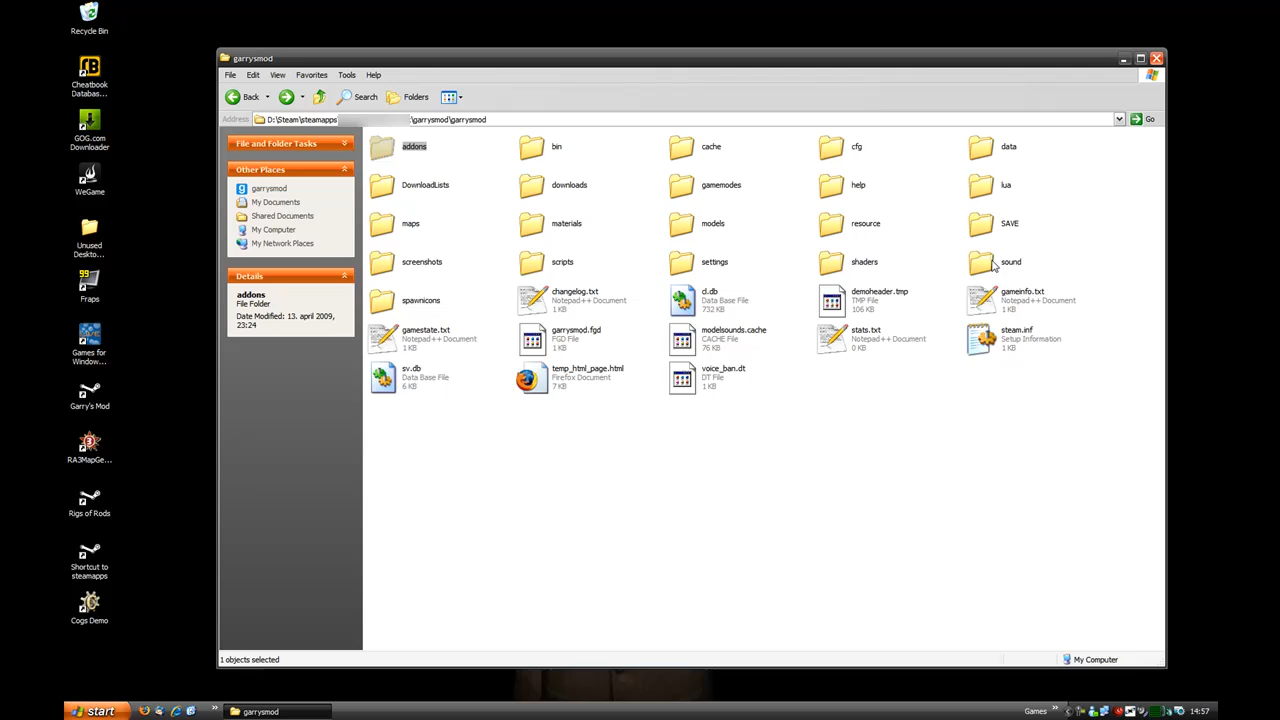 Recycle Bin
Cheatbook
Databas...
GOG.com
Downloader
WeGame
Unused
Deskto...
Fraps
Games for
Window...
Garry's Mod
RA3MapGe...
Rigs of Rods
Shortcut to
steamapps
Cogs Demo
garrysmod
File Edit View Favorites Tools Help
Back Search Folders
Address D:\Steam\steamapps \garrysmod\garrysmod Go
File and Folder Tasks
Other Places
garrysmod
My Documents
Shared Documents
My Computer
My Network Places
Details
addons
File Folder
Date Modified: 13. april 2009,
23:24
addons bin cache cfg data
DownloadLists downloads gamemodes help lua
maps materials models resource SAVE
screenshots scripts settings shaders sound
spawnicons
changelog.txt
Notepad++ Document
1 KB
cl.db
Data Base File
732 KB
demoheader.tmp
TMP File
106 KB
gameinfo.txt
Notepad++ Document
1 KB
gamestate.txt
Notepad++ Document
1 KB
garrysmod.fgd
FGD File
1 KB
modelsounds.cache
CACHE File
76 KB
stats.txt
Notepad++ Document
0 KB
steam.inf
Setup Information
1 KB
sv.db
Data Base File
6 KB
temp_html_page.html
Firefox Document
7 KB
voice_ban.dt
DT File
1 KB
1 objects selected
My Computer
start
garrysmod
Games
14:57